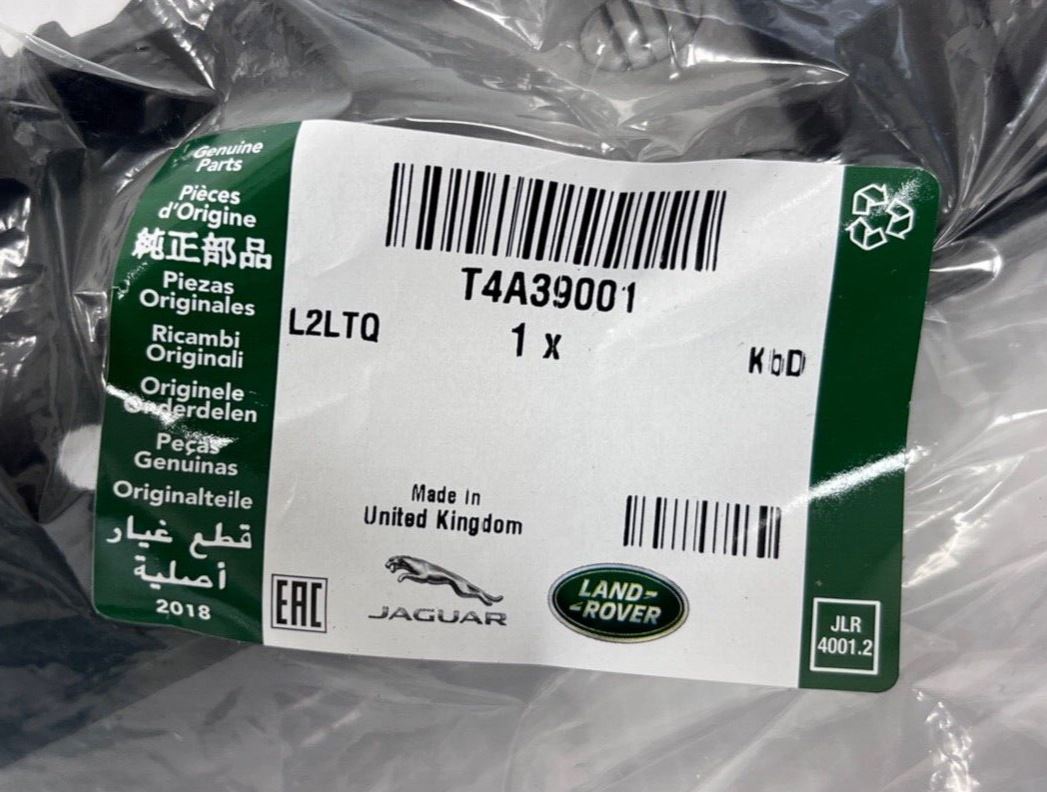 Genuine
Parts
Pièces
d'Origine
純正部品
Piezas
Originales
Ricambi
Originali
Originele
Onderdelen
Peças
Genuinas
Originalteile
قطع غيار
أصلية
2018
T4A39001
L2LTQ
1 x
KbD
Made in
United Kingdom
EAC
JAGUAR
LAND-
-ROVER
JLR
4001.2